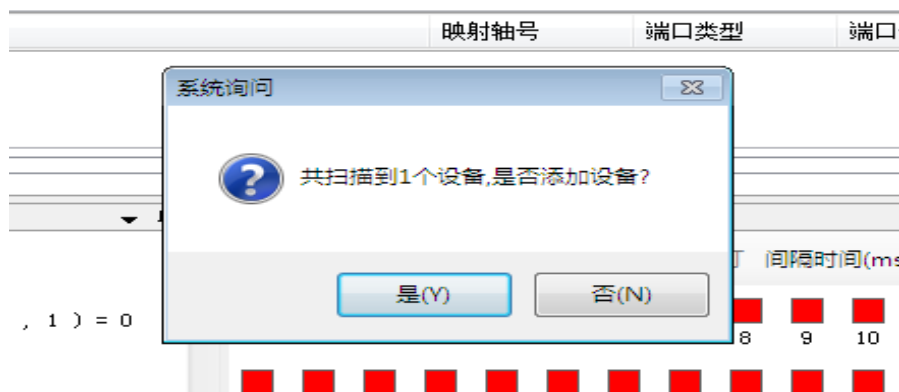 映射轴号 端口类型 端口
系统询问
共扫描到1个设备,是否添加设备?
间隔时间(ms
是(Y) 否(N)
, 1 ) = 0
8 9 10